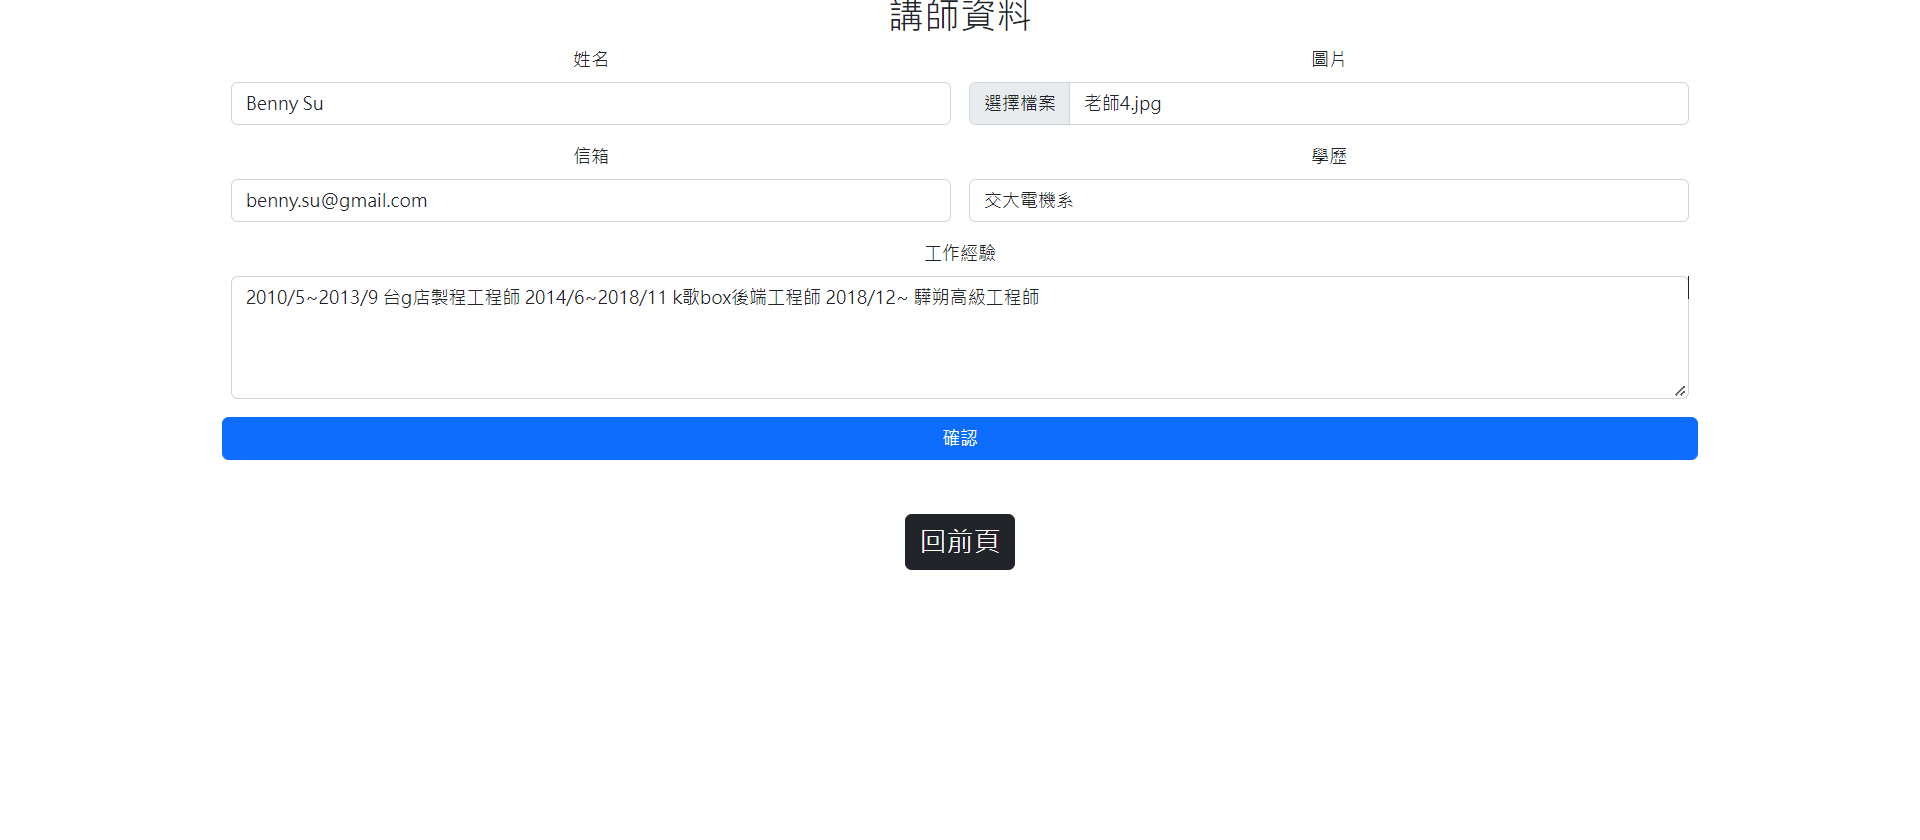 講師資料
姓名
圖片
Benny Su
選擇檔案 老師4.jpg
信箱
學歷
benny.su@gmail.com
交大電機系
工作經驗
2010/5~2013/9 台g店製程工程師 2014/6~2018/11 k歌box後端工程師 2018/12~ 驊朔高級工程師
確認
回前頁